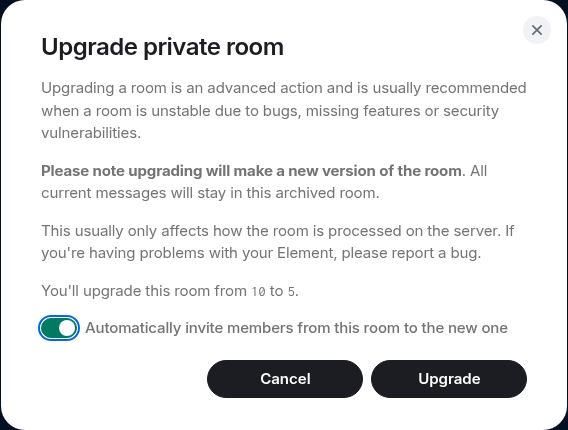 Upgrade private room
Upgrading a room is an advanced action and is usually recommended
when a room is unstable due to bugs, missing features or security
vulnerabilities.
Please note upgrading will make a new version of the room. All
current messages will stay in this archived room.
This usually only affects how the room is processed on the server. If
you're having problems with your Element, please report a bug.
You'll upgrade this room from 10 to 5.
Automatically invite members from this room to the new one
Cancel Upgrade